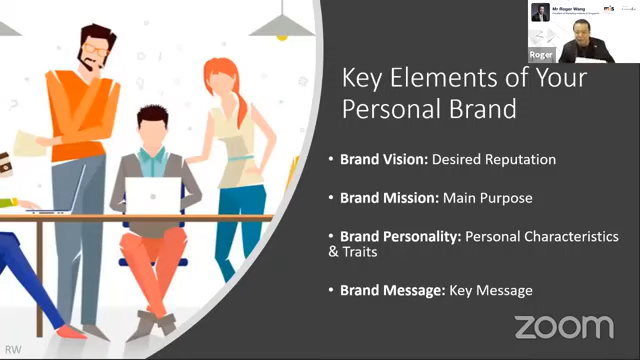 Mr Roger Wang
mis
Roger
Key Elements of Your
Personal Brand
• Brand Vision: Desired Reputation
• Brand Mission: Main Purpose
• Brand Personality: Personal Characteristics
& Traits
• Brand Message: Key Message
zoom
RW